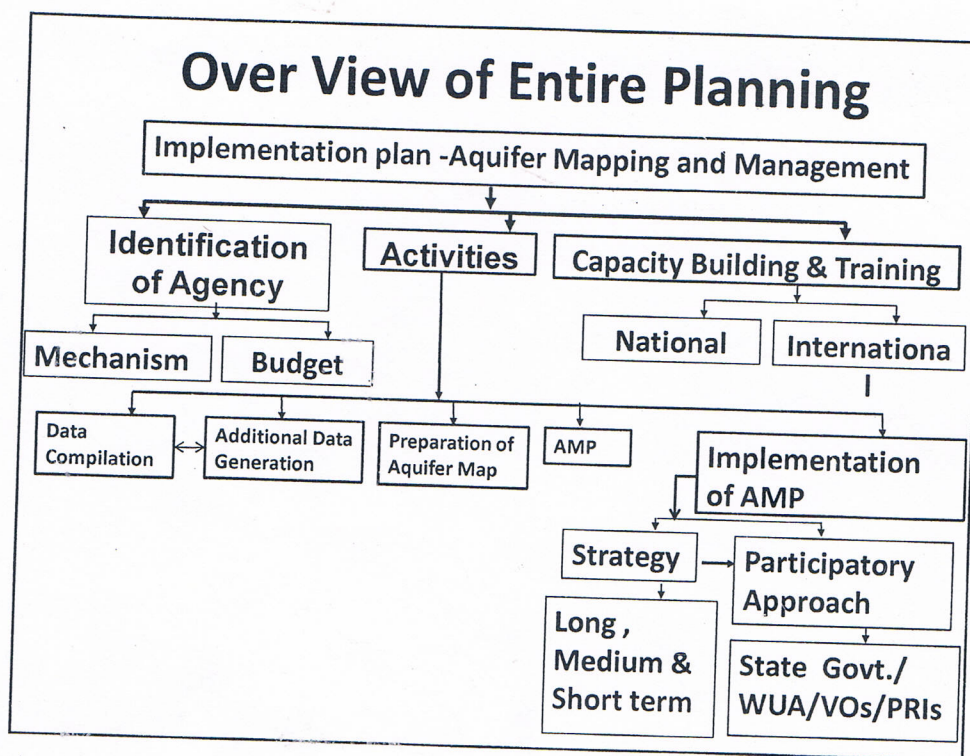 Over View of Entire Planning
Implementation plan -Aquifer Mapping and Management
Identification
of Agency
Activities
Capacity Building & Training
Mechanism
Budget
National
Internationa
l
Data
Compilation
Additional Data
Generation
Preparation of
Aquifer Map
AMP
Implementation
of AMP
Strategy
Participatory
Approach
Long ,
Medium &
Short term
State Govt./
WUA/VOs/PRIs